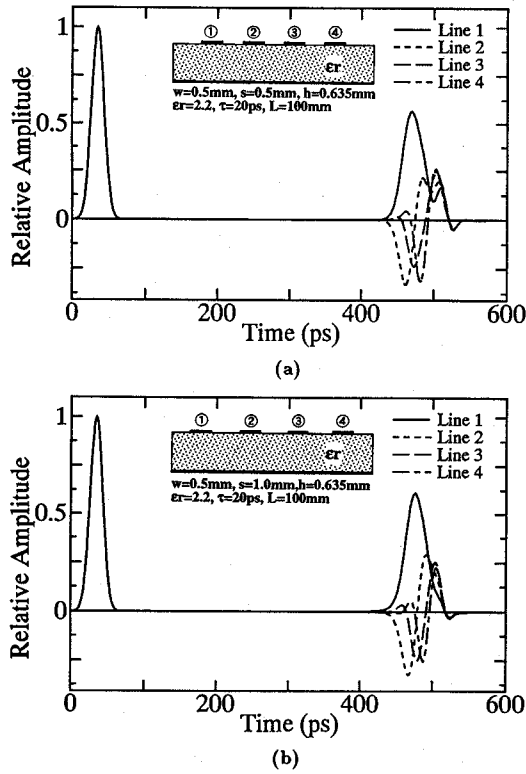 Relative Amplitude
1
0.5
0
0
200
400
600
Time (ps)
① ② ③ ④
εr
w=0.5mm, s=0.5mm, h=0.635mm
εr=2.2, τ=20ps, L=100mm
Line 1
Line 2
Line 3
Line 4
(a)
Relative Amplitude
1
0.5
0
0
200
400
600
Time (ps)
① ② ③ ④
εr
w=0.5mm, s=1.0mm,h=0.635mm
εr=2.2, τ=20ps, L=100mm
Line 1
Line 2
Line 3
Line 4
(b)